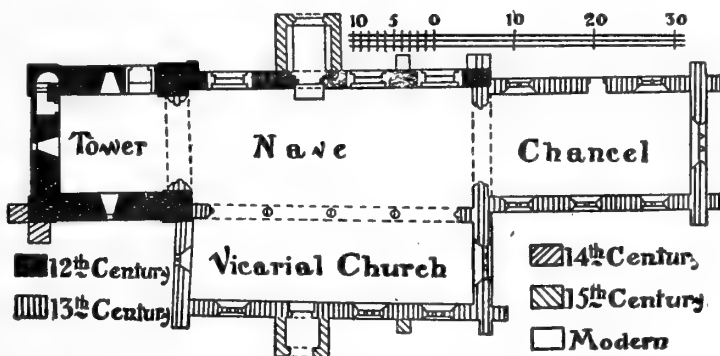 10 5 0 10 20 30
Tower
Nave
Chancel
Vicarial Church
12th Century
13th Century
14th Centur
15th Century
Modern